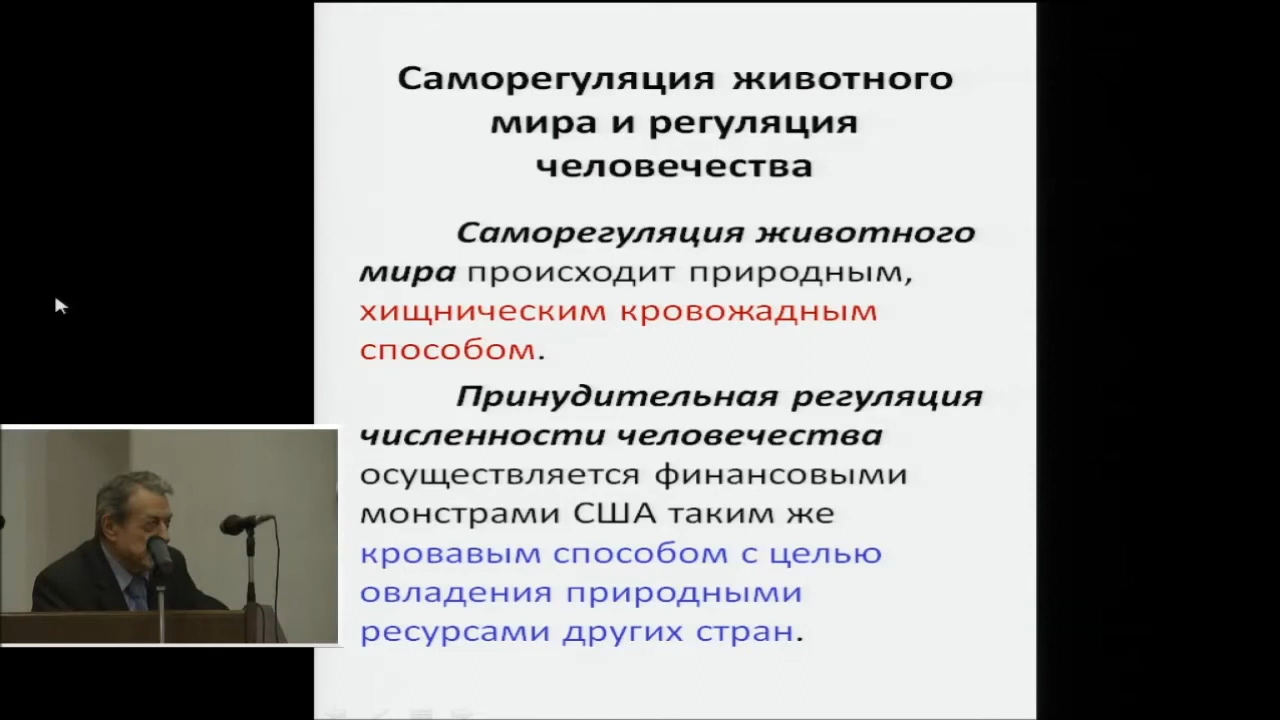 Саморегуляция животного
мира и регуляция
человечества
Саморегуляция животного
мира происходит природным,
хищническим кровожадным
способом.
Принудительная регуляция
численности человечества
осуществляется финансовыми
монстрами США таким же
кровавым способом с целью
овладения природными
ресурсами других стран.